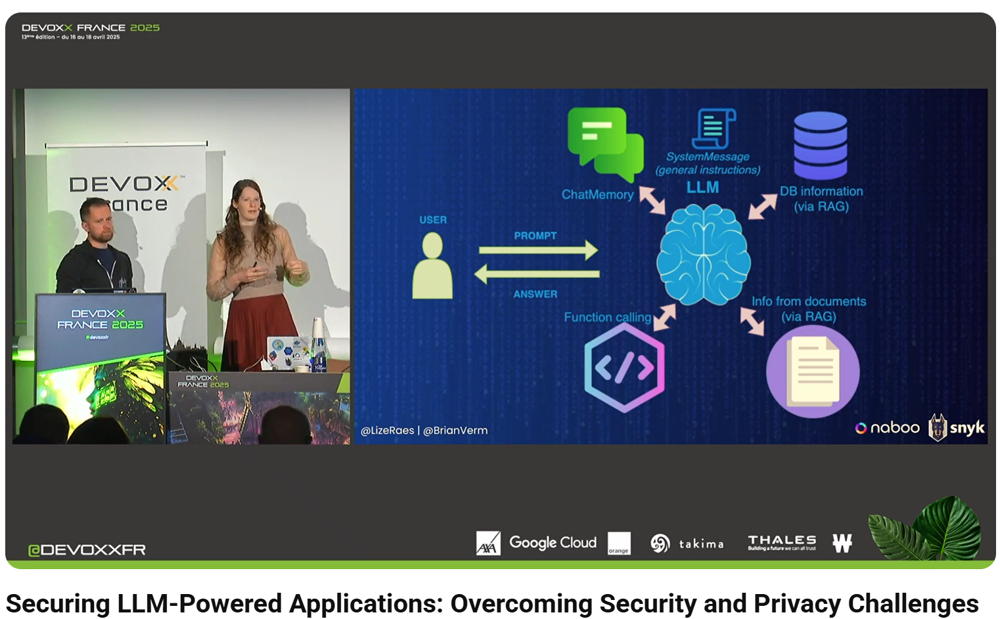 DEVOXX FRANCE 2025
13ème édition – du 16 au 18 avril 2025
DEVOXX™
France
DEVOXX
FRANCE 2025
#devoxxfr
DEVOXX
FRANCE 2025
USER
PROMPT
ANSWER
ChatMemory
SystemMessage
(general instructions)
LLM
DB information
(via RAG)
Function calling
Info from documents
(via RAG)
@LizeRaes | @BrianVerm
naboo
snyk
@DEVOXXFR
AXA
Google Cloud
orange
takima
THALES
Building a future we can all trust
W
Securing LLM-Powered Applications: Overcoming Security and Privacy Challenges